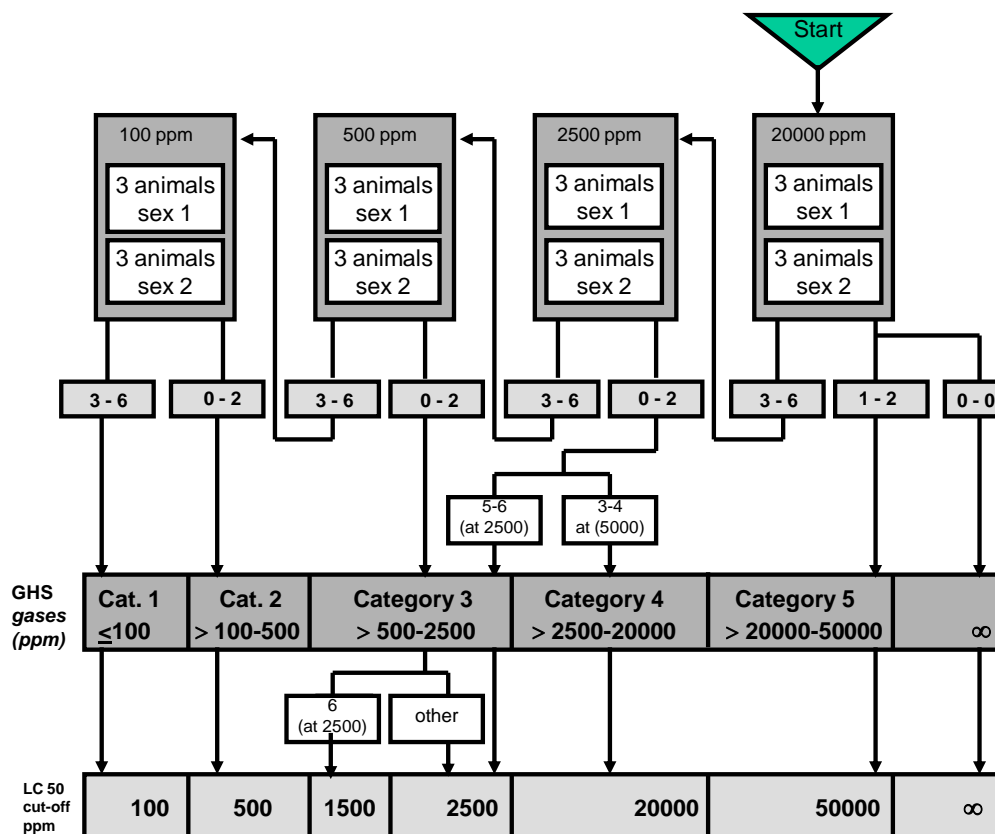 Start
100 ppm
500 ppm
2500 ppm
20000 ppm
3 animals
sex 1
3 animals
sex 1
3 animals
sex 1
3 animals
sex 1
3 animals
sex 2
3 animals
sex 2
3 animals
sex 2
3 animals
sex 2
3 - 6
0 - 2
3 - 6
0 - 2
3 - 6
0 - 2
3 - 6
1 - 2
0 - 0
5-6
(at 2500)
3-4
at (5000)
GHS
gases
(ppm)
Cat. 1
≤100
Cat. 2
> 100-500
Category 3
> 500-2500
Category 4
> 2500-20000
Category 5
> 20000-50000
∞
6
(at 2500)
other
LC 50
cut-off
ppm
100
500
1500
2500
20000
50000
∞